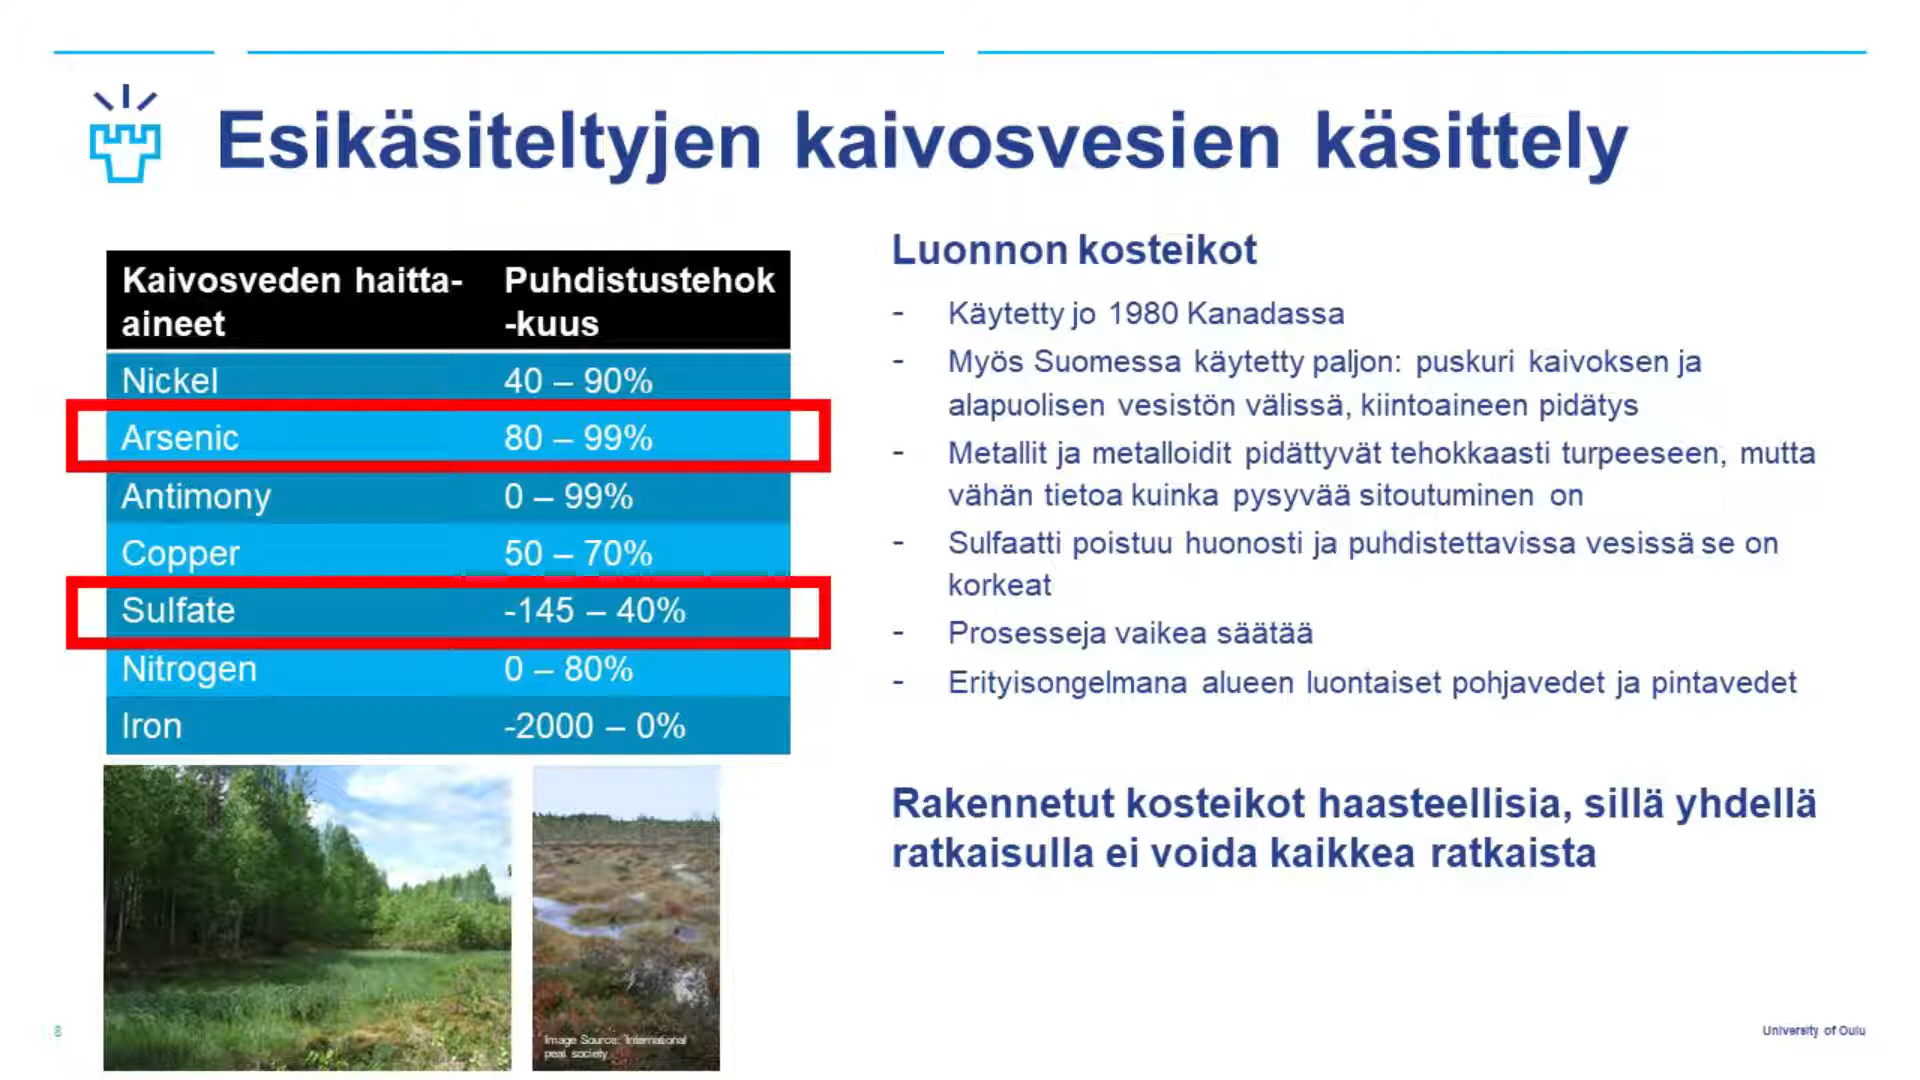 Esikäsiteltyjen kaivosvesien käsittely
Kaivosveden haitta-
aineet
Puhdistustehok
-kuus
Nickel 40 – 90%
Arsenic 80 – 99%
Antimony 0 – 99%
Copper 50 – 70%
Sulfate -145 – 40%
Nitrogen 0 – 80%
Iron -2000 – 0%
Image Source: International
peat society
Luonnon kosteikot
- Käytetty jo 1980 Kanadassa
- Myös Suomessa käytetty paljon: puskuri kaivoksen ja
alapuolisen vesistön välissä, kiintoaineen pidätys
- Metallit ja metalloidit pidättyvät tehokkaasti turpeeseen, mutta
vähän tietoa kuinka pysyvää sitoutuminen on
- Sulfaatti poistuu huonosti ja puhdistettavissa vesissä se on
korkeat
- Prosesseja vaikea säätää
- Erityisongelmana alueen luontaiset pohjavedet ja pintavedet
Rakennetut kosteikot haasteellisia, sillä yhdellä
ratkaisulla ei voida kaikkea ratkaista
8
University of Oulu